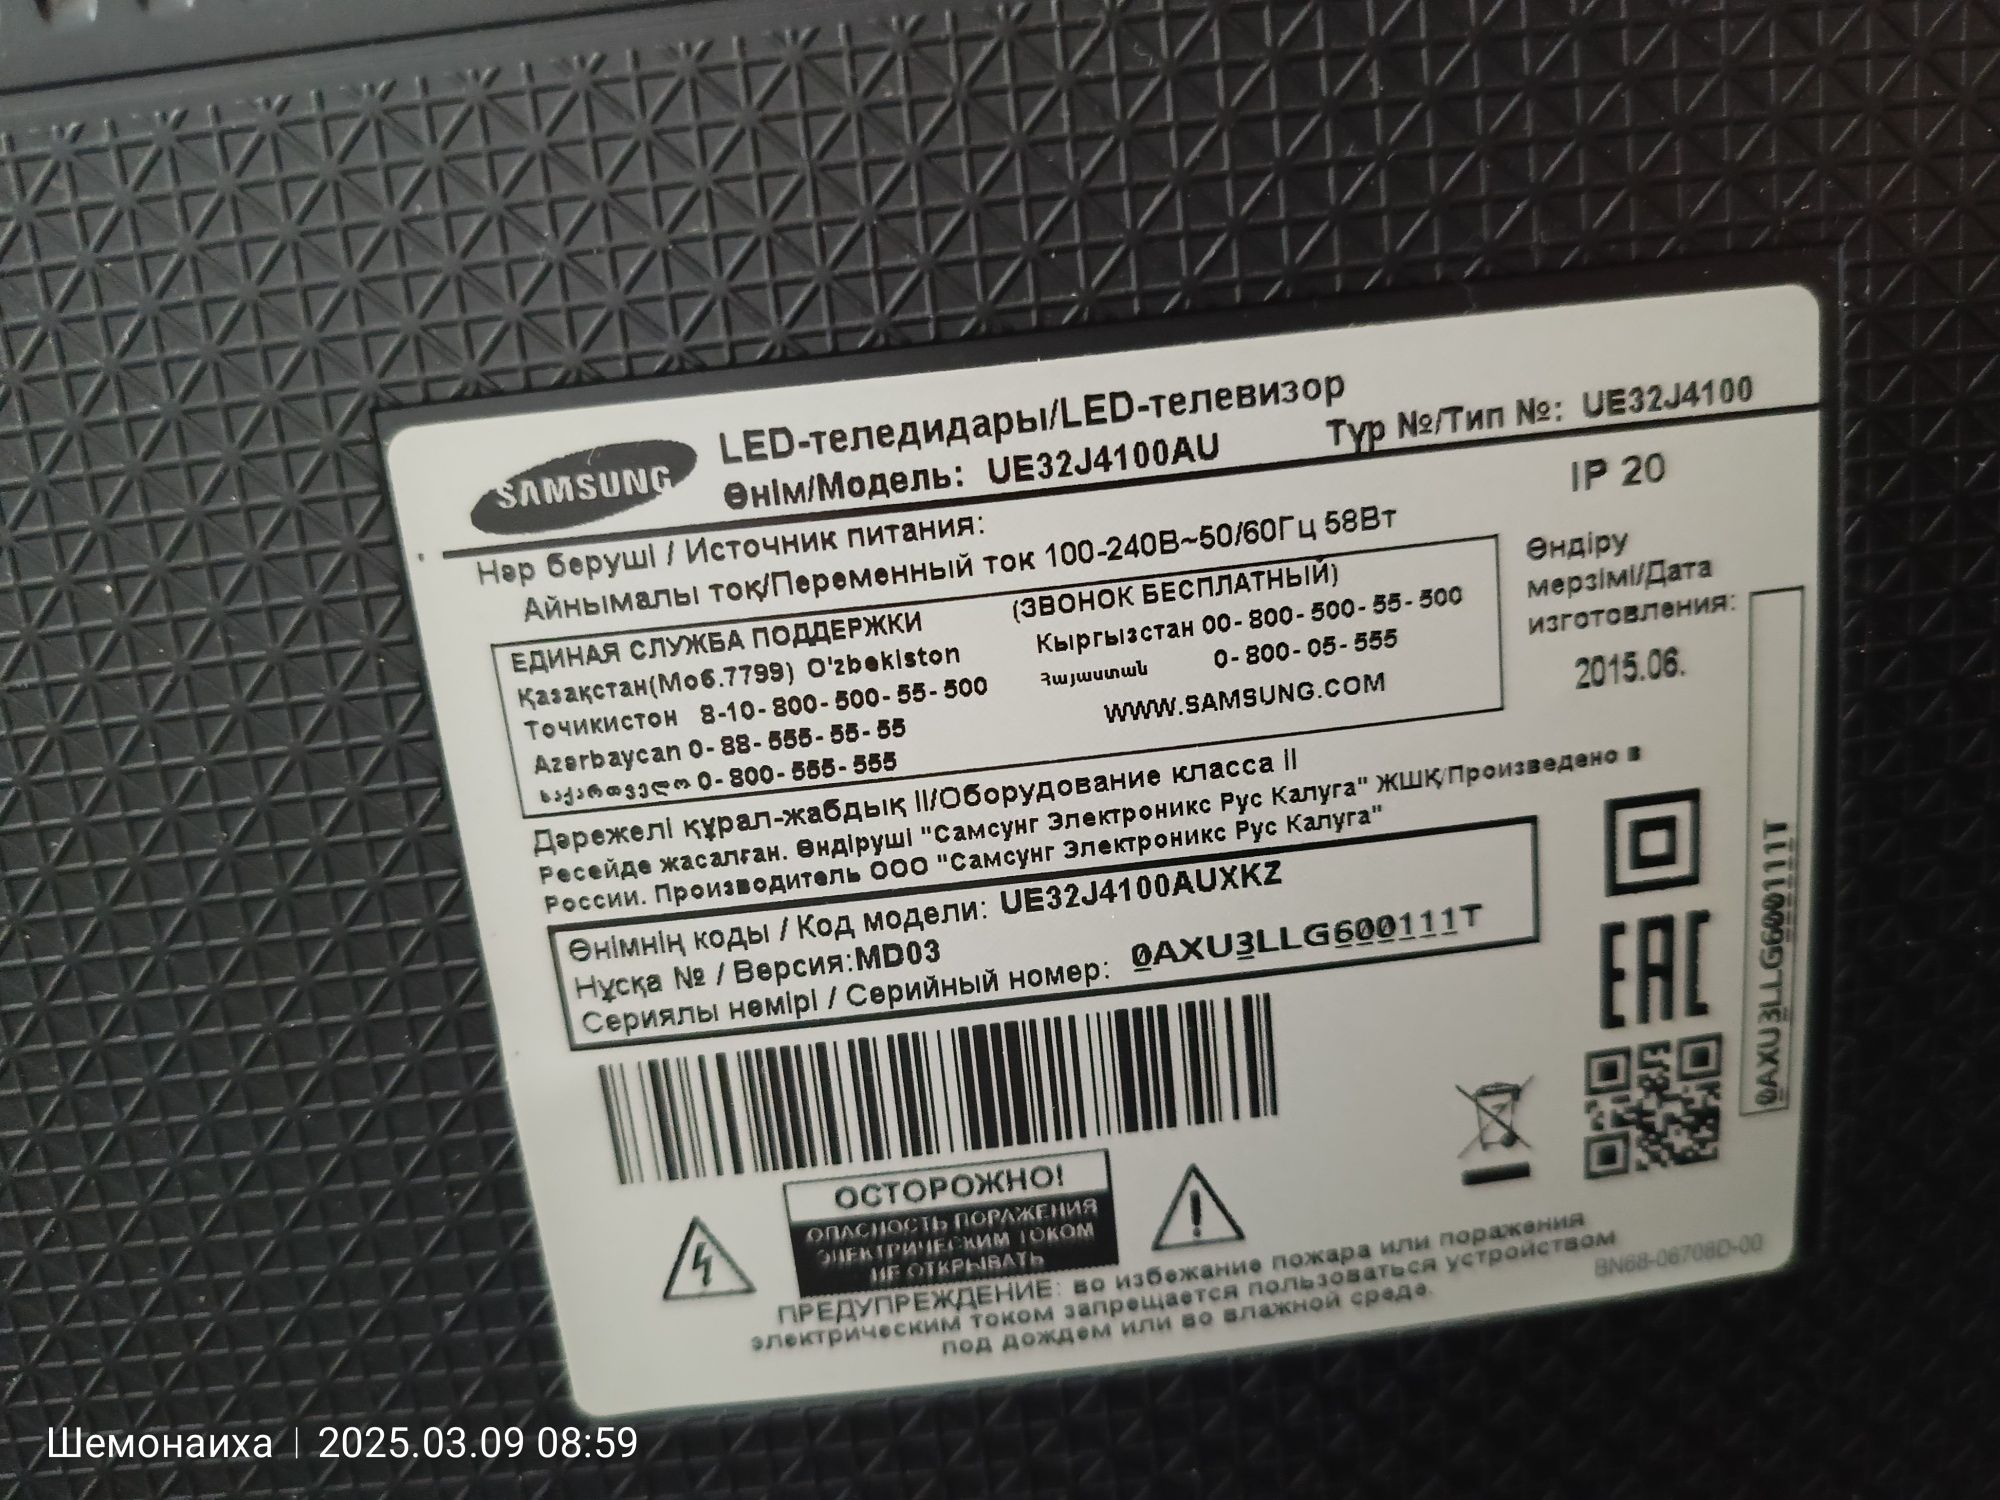 SAMSUNG
LED-теледидары/LED-телевизор
Өнім/Модель: UE32J4100AU
Түр №/Тип №: UE32J4100
Нәр беруші / Источник питания:
Айнымалы тоқ/Переменный ток 100-240В~50/60Гц 58Вт
IP 20
ЕДИНАЯ СЛУЖБА ПОДДЕРЖКИ (ЗВОНОК БЕСПЛАТНЫЙ)
Қазақстан(Моб.7799) O'zbekiston
Точикистон 8-10-800-500-55-500
Azərbaycan 0-88-555-55-55
საქართველო 0-800-555-555
Кыргызстан 00-800-500-55-500
Հայաստան 0-800-05-555
WWW.SAMSUNG.COM
Өндіру
мерзімі/Дата
изготовления:
2015.06.
Дәрежелі құрал-жабдық II/Оборудование класса II
Ресейде жасалған. Өндіруші "Самсунг Электроникс Рус Калуга" ЖШҚ/Произведено в
России. Производитель ООО "Самсунг Электроникс Рус Калуга"
Өнімнің коды / Код модели: UE32J4100AUXKZ
Нұсқа № / Версия:MD03
Сериялы нөмірі / Серийный номер: 0AXU3LLG600111T
0AXU3LLG600111T
EAC
ОСТОРОЖНО!
ОПАСНОСТЬ ПОРАЖЕНИЯ
ЭЛЕКТРИЧЕСКИМ ТОКОМ
НЕ ОТКРЫВАТЬ
ПРЕДУПРЕЖДЕНИЕ: во избежание пожара или поражения
электрическим током запрещается пользоваться устройством
под дождем или во влажной среде.
BN68-06708D-00
Шемонаиха | 2025.03.09 08:59